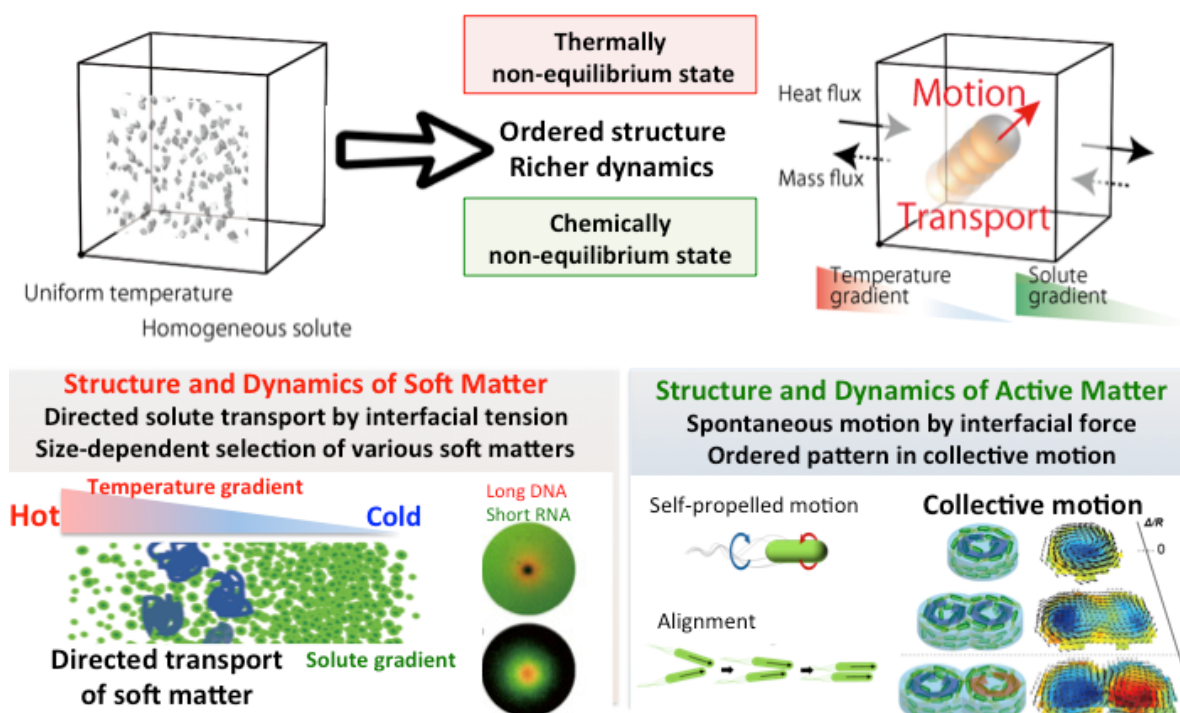 Thermally
non-equilibrium state
Ordered structure
Richer dynamics
Chemically
non-equilibrium state
Uniform temperature
Homogeneous solute
Heat flux
Mass flux
Motion
Transport
Temperature
gradient
Solute
gradient
Structure and Dynamics of Soft Matter
Directed solute transport by interfacial tension
Size-dependent selection of various soft matters
Temperature gradient
Hot
Cold
Directed transport
of soft matter
Solute gradient
Long DNA
Short RNA
Structure and Dynamics of Active Matter
Spontaneous motion by interfacial force
Ordered pattern in collective motion
Self-propelled motion
Alignment
Collective motion
Δ/R
0